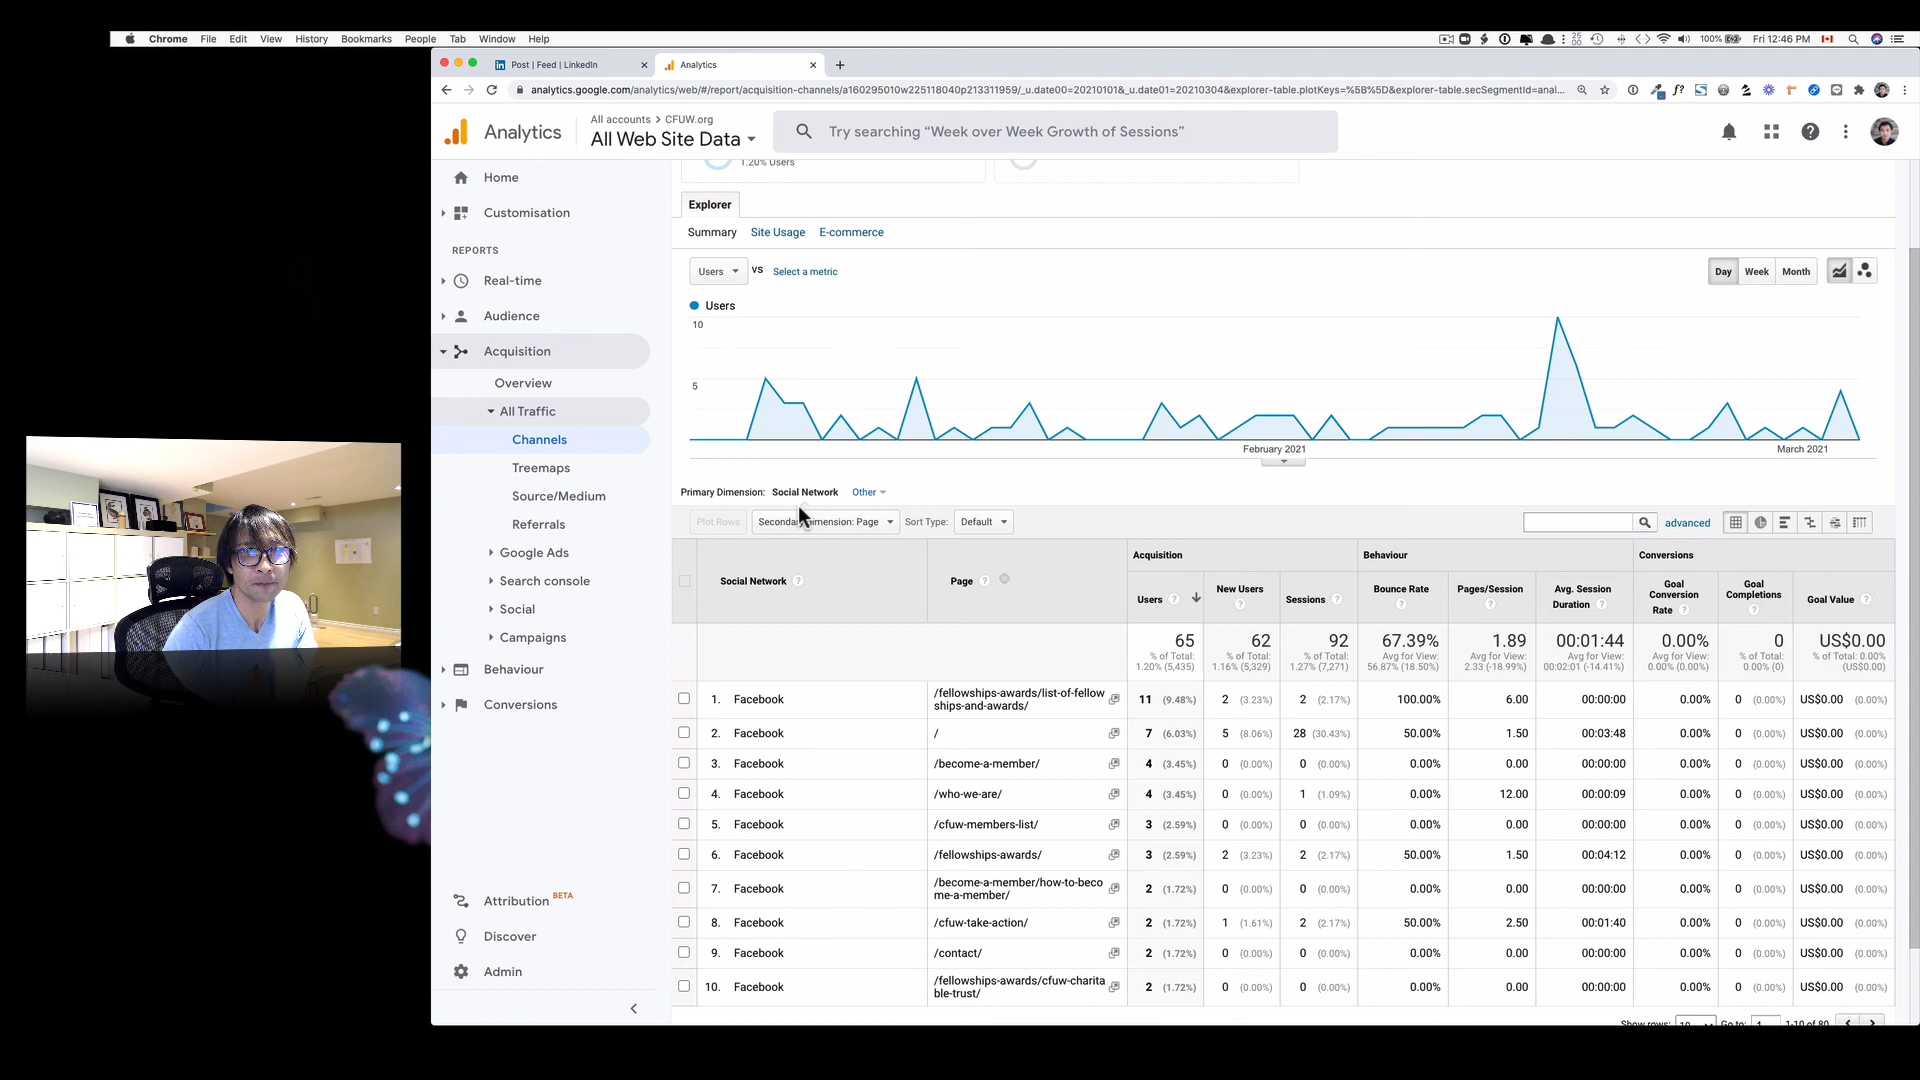 Chrome File Edit View History Bookmarks People Tab Window Help
100% Fri 12:46 PM
Post | Feed | LinkedIn
Analytics
analytics.google.com/analytics/web/#/report/acquisition-channels/a160295010w225118040p213311959/_u.date00=20210101&_u.date01=20210304&explorer-table.plotKeys=%5B%5D&explorer-table.secSegmentId=anal...
Analytics
All accounts > CFUW.org
All Web Site Data
Try searching “Week over Week Growth of Sessions”
Home
Customisation
REPORTS
Real-time
Audience
Acquisition
Overview
All Traffic
Channels
Treemaps
Source/Medium
Referrals
Google Ads
Search console
Social
Campaigns
Behaviour
Conversions
Attribution BETA
Discover
Admin
1.20% Users
Explorer
Summary Site Usage E-commerce
Users VS Select a metric
Day Week Month
Users
10
5
February 2021
March 2021
Primary Dimension: Social Network Other
Plot Rows Secondary dimension: Page Sort Type: Default
advanced
Social Network
Page
Acquisition
Behaviour
Conversions
Users
New Users
Sessions
Bounce Rate
Pages/Session
Avg. Session Duration
Goal Conversion Rate
Goal Completions
Goal Value
65 62 92 67.39% 1.89 00:01:44 0.00% 0 US$0.00
% of Total: % of Total: % of Total: Avg for View: Avg for View: Avg for View: Avg for View: % of Total: % of Total: 0.00%
1.20% (5,435) 1.16% (5,329) 1.27% (7,271) 56.87% (18.50%) 2.33 (-18.99%) 00:02:01 (-14.41%) 0.00% (0.00%) 0.00% (0) (US$0.00)
1. Facebook /fellowships-awards/list-of-fellowships-and-awards/ 11 (9.48%) 2 (3.23%) 2 (2.17%) 100.00% 6.00 00:00:00 0.00% 0 (0.00%) US$0.00 (0.00%)
2. Facebook / 7 (6.03%) 5 (8.06%) 28 (30.43%) 50.00% 1.50 00:03:48 0.00% 0 (0.00%) US$0.00 (0.00%)
3. Facebook /become-a-member/ 4 (3.45%) 0 (0.00%) 0 (0.00%) 0.00% 0.00 00:00:00 0.00% 0 (0.00%) US$0.00 (0.00%)
4. Facebook /who-we-are/ 4 (3.45%) 0 (0.00%) 1 (1.09%) 0.00% 12.00 00:00:09 0.00% 0 (0.00%) US$0.00 (0.00%)
5. Facebook /cfuw-members-list/ 3 (2.59%) 0 (0.00%) 0 (0.00%) 0.00% 0.00 00:00:00 0.00% 0 (0.00%) US$0.00 (0.00%)
6. Facebook /fellowships-awards/ 3 (2.59%) 2 (3.23%) 2 (2.17%) 50.00% 1.50 00:04:12 0.00% 0 (0.00%) US$0.00 (0.00%)
7. Facebook /become-a-member/how-to-become-a-member/ 2 (1.72%) 0 (0.00%) 0 (0.00%) 0.00% 0.00 00:00:00 0.00% 0 (0.00%) US$0.00 (0.00%)
8. Facebook /cfuw-take-action/ 2 (1.72%) 1 (1.61%) 2 (2.17%) 50.00% 2.50 00:01:40 0.00% 0 (0.00%) US$0.00 (0.00%)
9. Facebook /contact/ 2 (1.72%) 0 (0.00%) 0 (0.00%) 0.00% 0.00 00:00:00 0.00% 0 (0.00%) US$0.00 (0.00%)
10. Facebook /fellowships-awards/cfuw-charitable-trust/ 2 (1.72%) 0 (0.00%) 0 (0.00%) 0.00% 0.00 00:00:00 0.00% 0 (0.00%) US$0.00 (0.00%)
Show rows: 10 Go to: 1 1-10 of 80